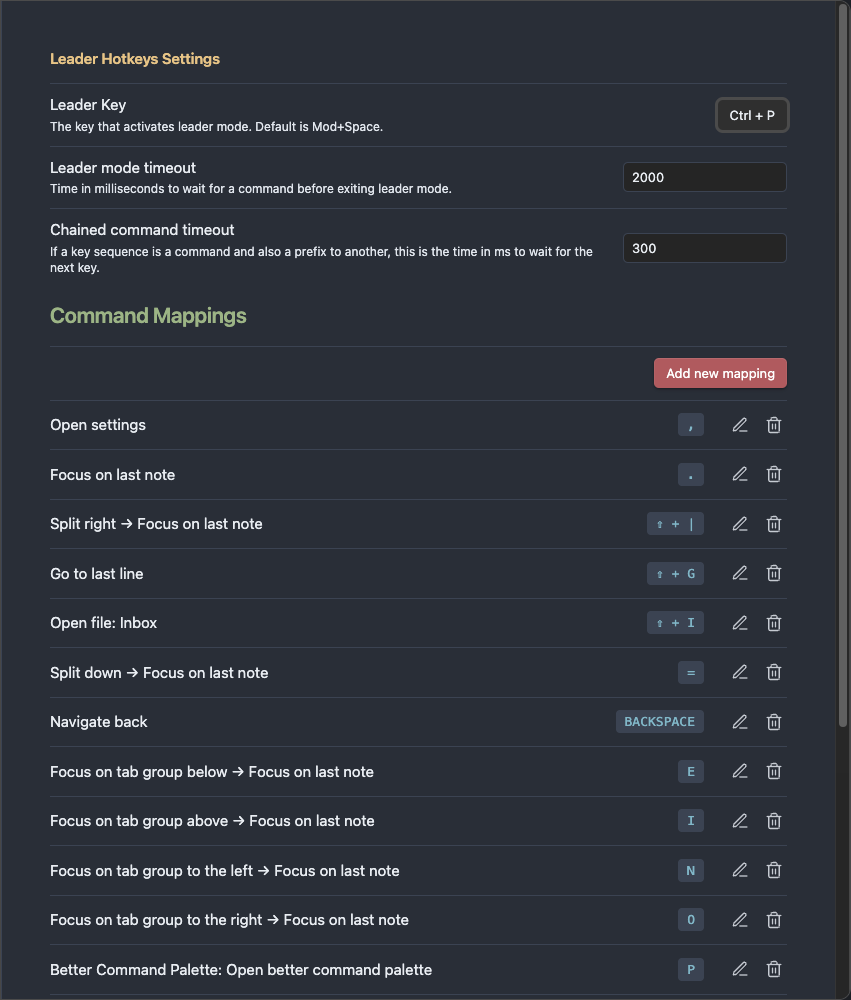 Leader Hotkeys Settings
Leader Key
The key that activates leader mode. Default is Mod+Space.
Ctrl + P
Leader mode timeout
Time in milliseconds to wait for a command before exiting leader mode.
2000
Chained command timeout
If a key sequence is a command and also a prefix to another, this is the time in ms to wait for the
next key.
300
Command Mappings
Add new mapping
Open settings ,
Focus on last note .
Split right → Focus on last note ⇧ + |
Go to last line ⇧ + G
Open file: Inbox ⇧ + I
Split down → Focus on last note =
Navigate back BACKSPACE
Focus on tab group below → Focus on last note E
Focus on tab group above → Focus on last note I
Focus on tab group to the left → Focus on last note N
Focus on tab group to the right → Focus on last note O
Better Command Palette: Open better command palette P